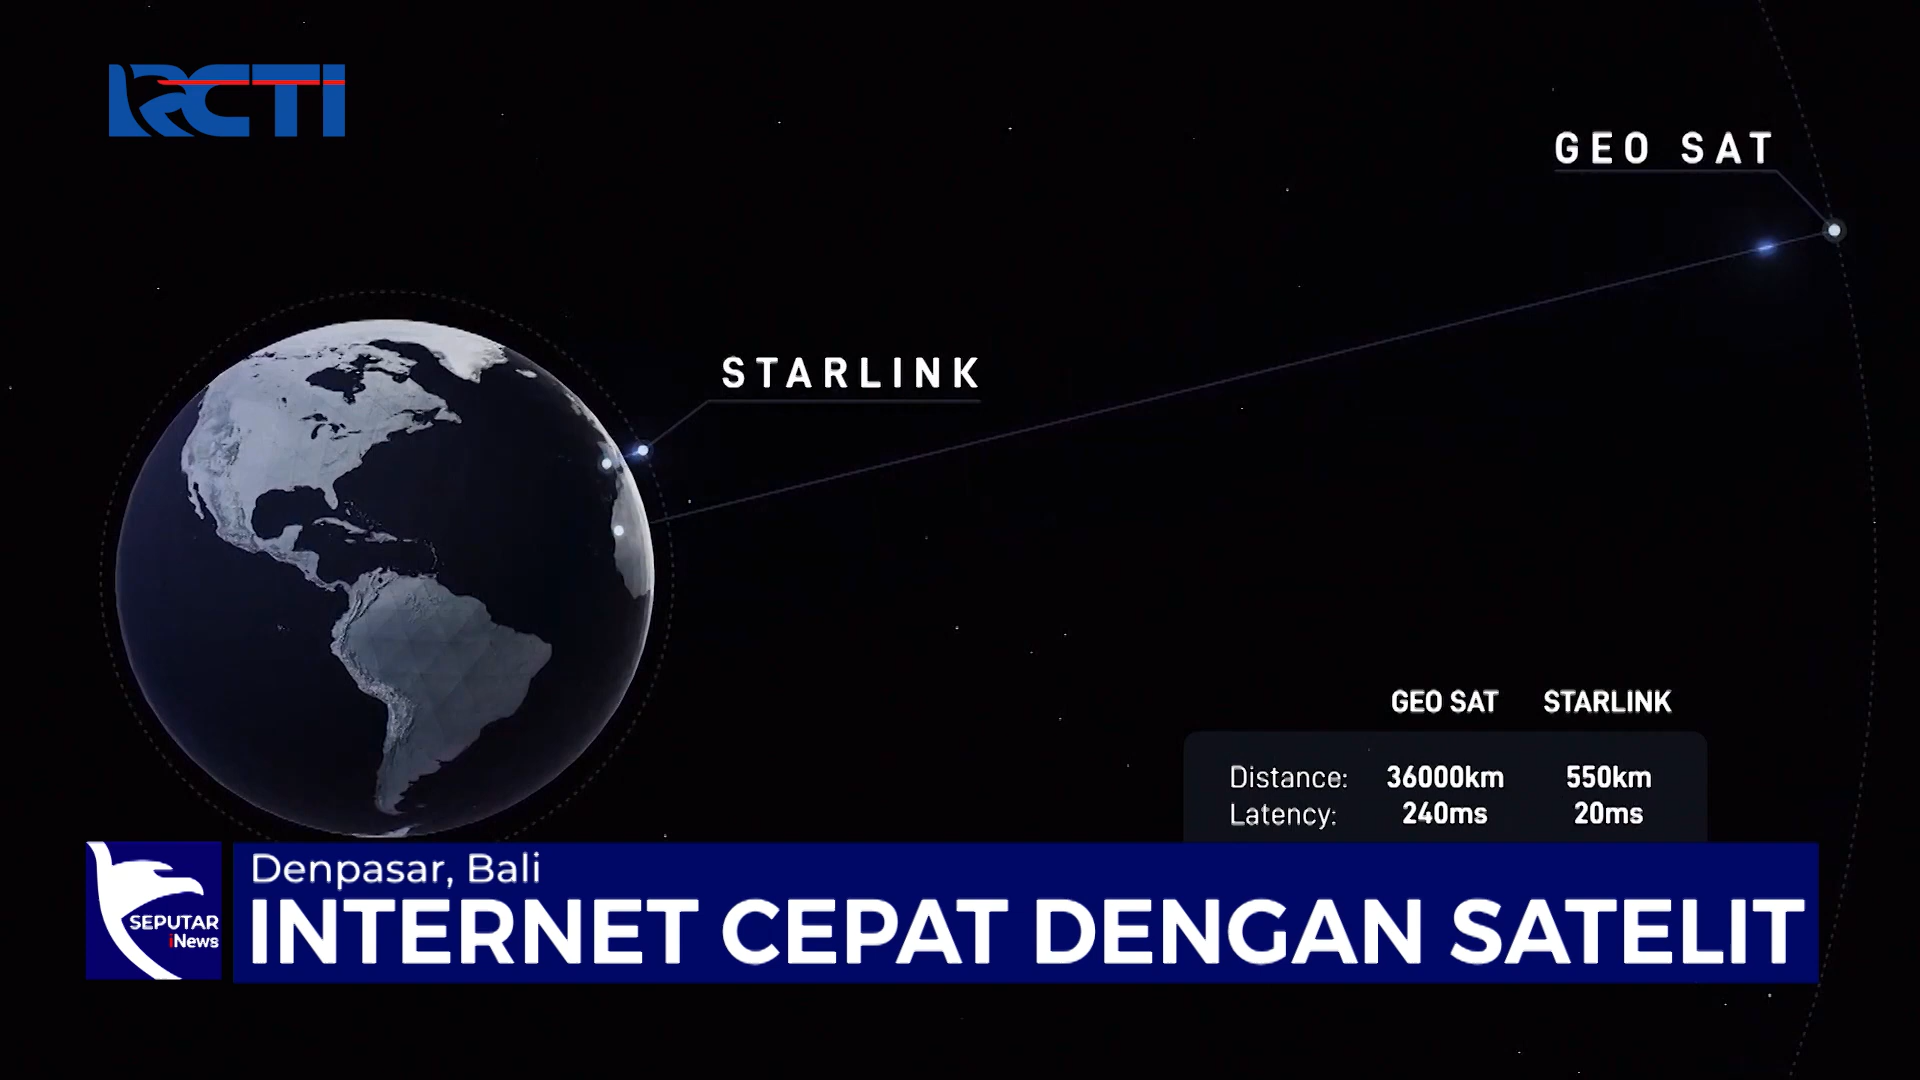 RCTI
GEO SAT
STARLINK
GEO SAT STARLINK
Distance: 36000km 550km
Latency: 240ms 20ms
Denpasar, Bali
SEPUTAR
iNews
INTERNET CEPAT DENGAN SATELIT